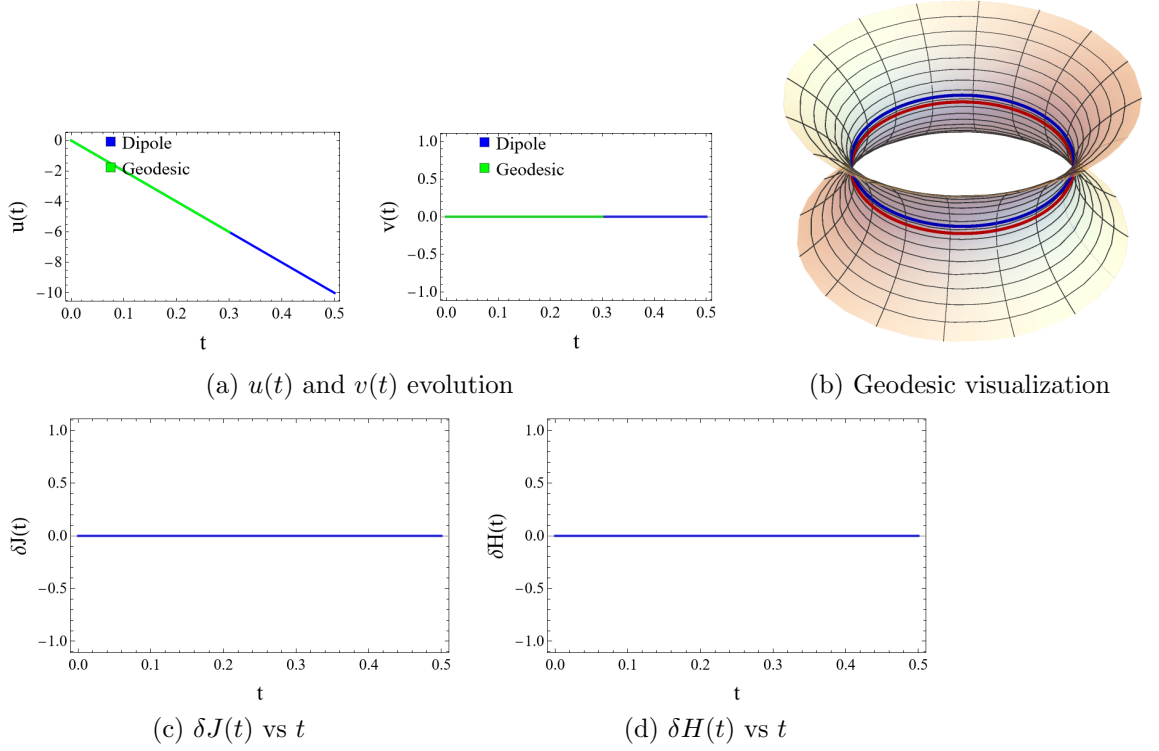 0
−2
−4
−6
−8
−10
u(t)
Dipole
Geodesic
0.0 0.1 0.2 0.3 0.4 0.5
t
1.0
0.5
0.0
−0.5
−1.0
v(t)
Dipole
Geodesic
0.0 0.1 0.2 0.3 0.4 0.5
t
(a) u(t) and v(t) evolution
(b) Geodesic visualization
1.0
0.5
0.0
−0.5
−1.0
δJ(t)
0.0 0.1 0.2 0.3 0.4 0.5
t
1.0
0.5
0.0
−0.5
−1.0
δH(t)
0.0 0.1 0.2 0.3 0.4 0.5
t
(c) δJ(t) vs t
(d) δH(t) vs t